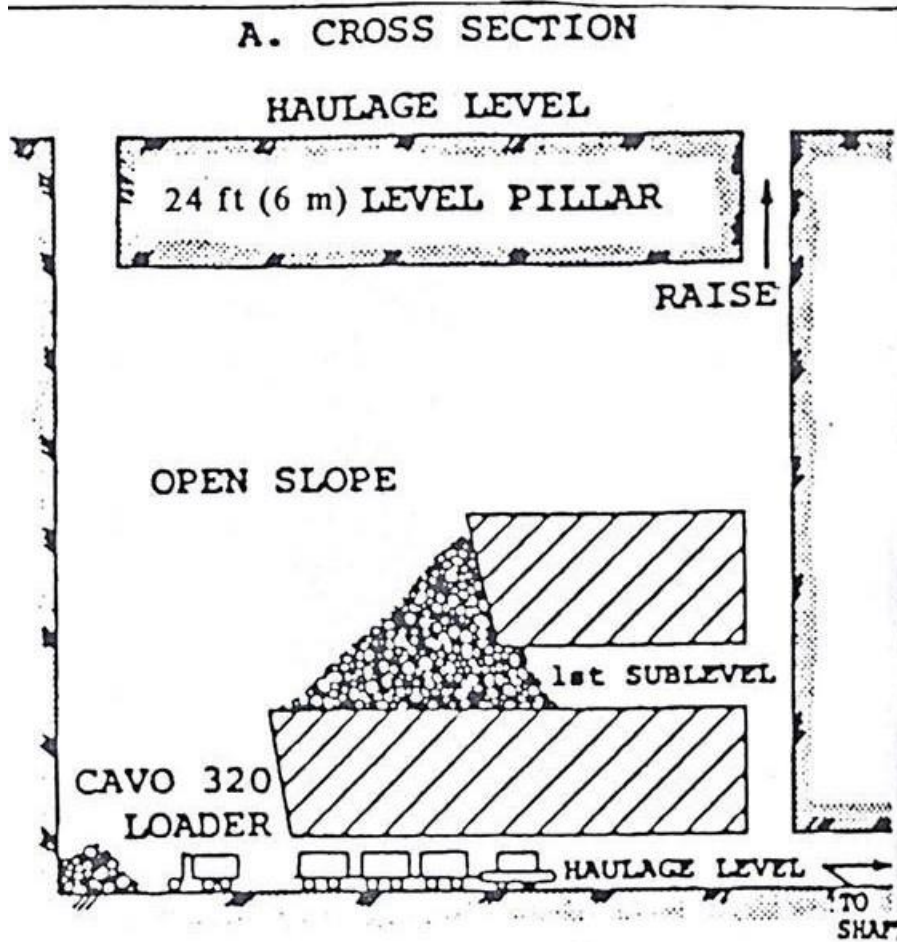 A. CROSS SECTION
HAULAGE LEVEL
24 ft (6 m) LEVEL PILLAR
RAISE
OPEN SLOPE
1st SUBLEVEL
CAVO 320
LOADER
HAULAGE LEVEL
TO
SHAFT